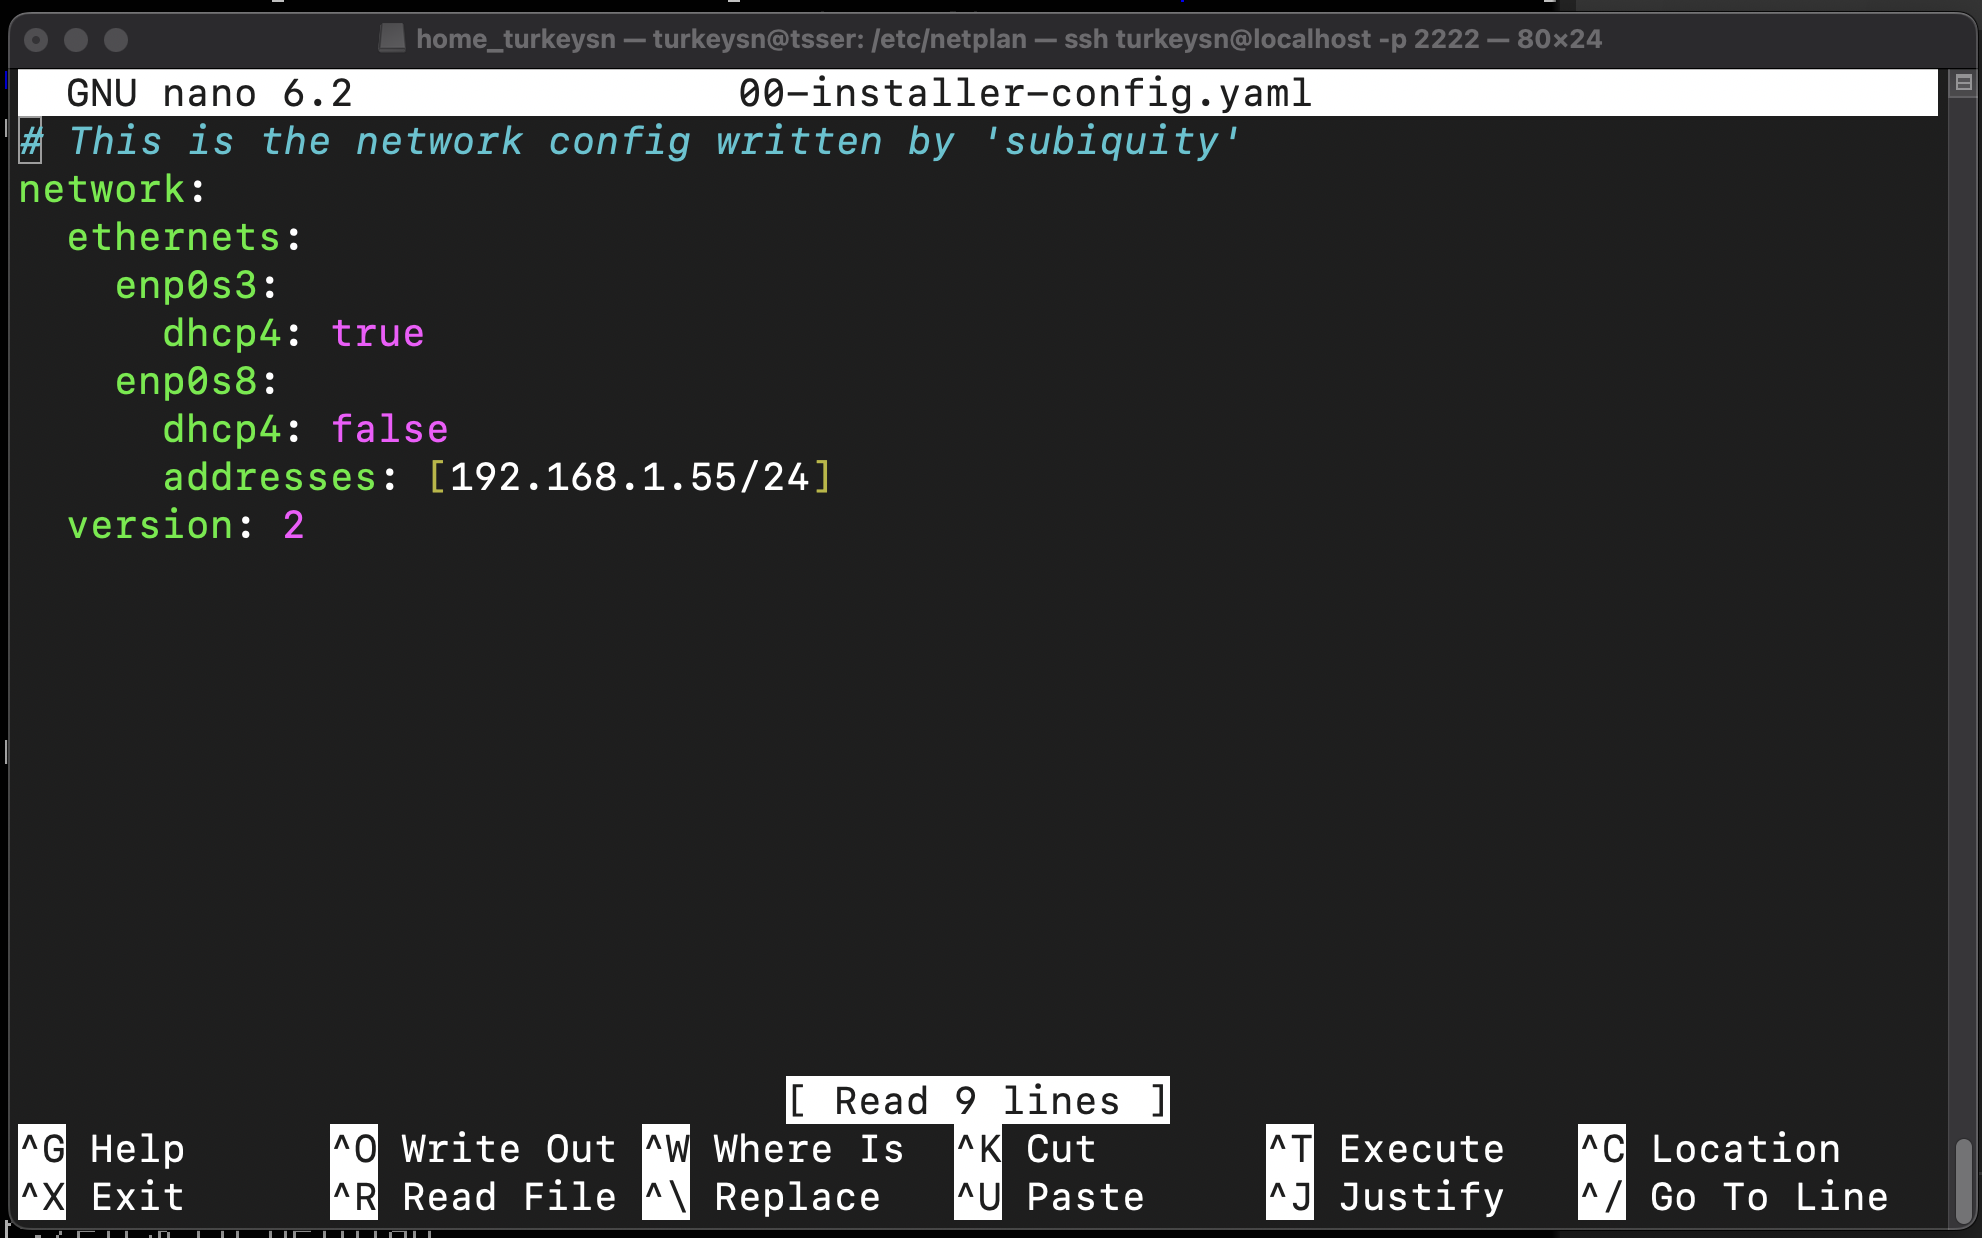 home_turkeysn — turkeysn@tsser: /etc/netplan — ssh turkeysn@localhost -p 2222 — 80×24
GNU nano 6.2 00-installer-config.yaml
# This is the network config written by 'subiquity'
network:
  ethernets:
    enp0s3:
      dhcp4: true
    enp0s8:
      dhcp4: false
      addresses: [192.168.1.55/24]
  version: 2
[ Read 9 lines ]
^G Help ^O Write Out ^W Where Is ^K Cut ^T Execute ^C Location
^X Exit ^R Read File ^\ Replace ^U Paste ^J Justify ^/ Go To Line